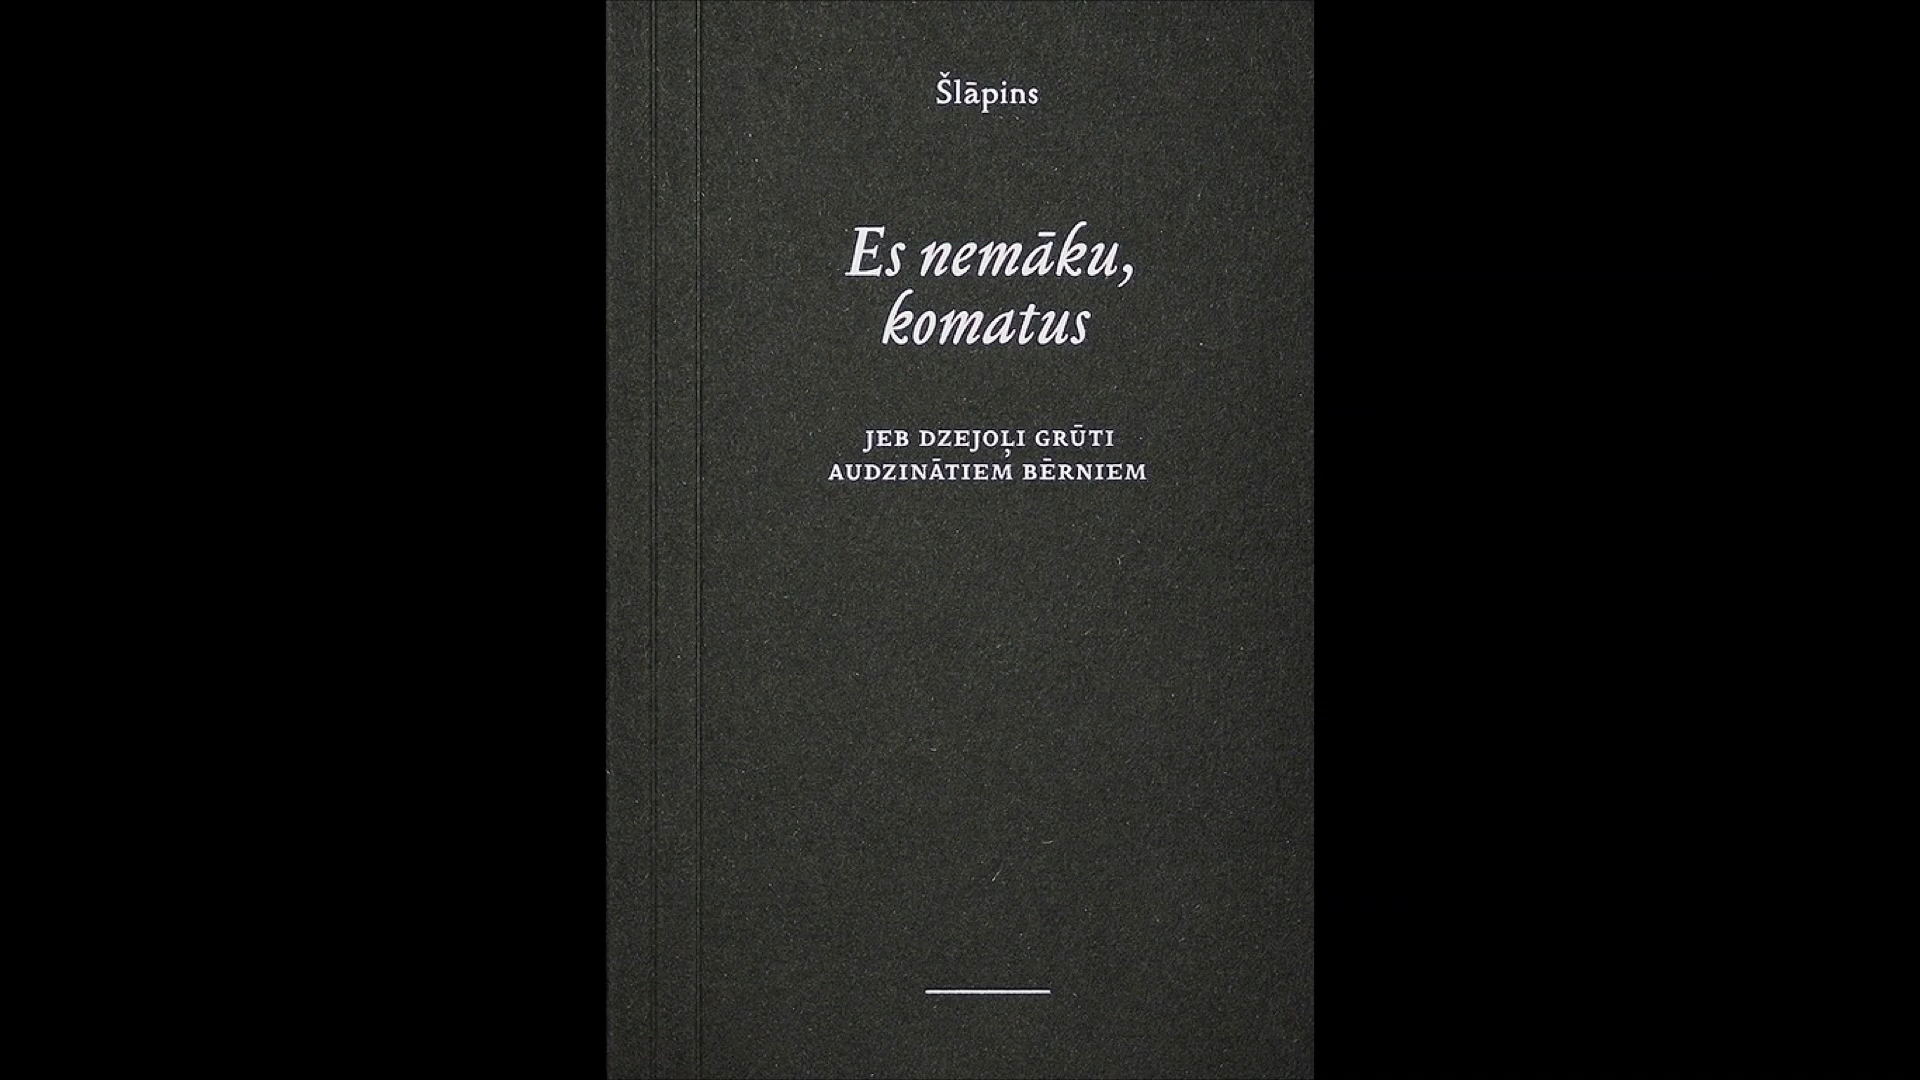 Šlāpins
Es nemāku,
komatus
JEB DZEJOĻI GRŪTI
AUDZINĀTIEM BĒRNIEM